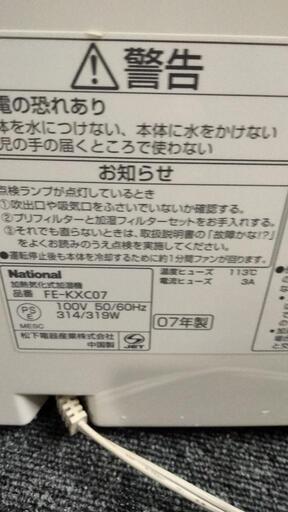 警告
電の恐れあり
体を水につけない、本体に水をかけない
児の手の届くところで使わない
お知らせ
点検ランプが点灯しているとき
①吹出口や吸気口をふさいでいないか確認する。
②プリフィルターと加湿フィルターセットをお手入れする。
③それでも直らないときは、取扱説明書の「故障かな!?」
をよくお読みのうえ点検してください。
●運転停止後も本体を冷却するために約1分間ファンが回ります。
National
加熱気化式加湿機
品番 FE-KXC07
100V 50/60Hz
314/319W
PS
E
MESC
松下電器産業株式会社
中国製
JET
温度ヒューズ 113℃
電流ヒューズ 3A
07年製